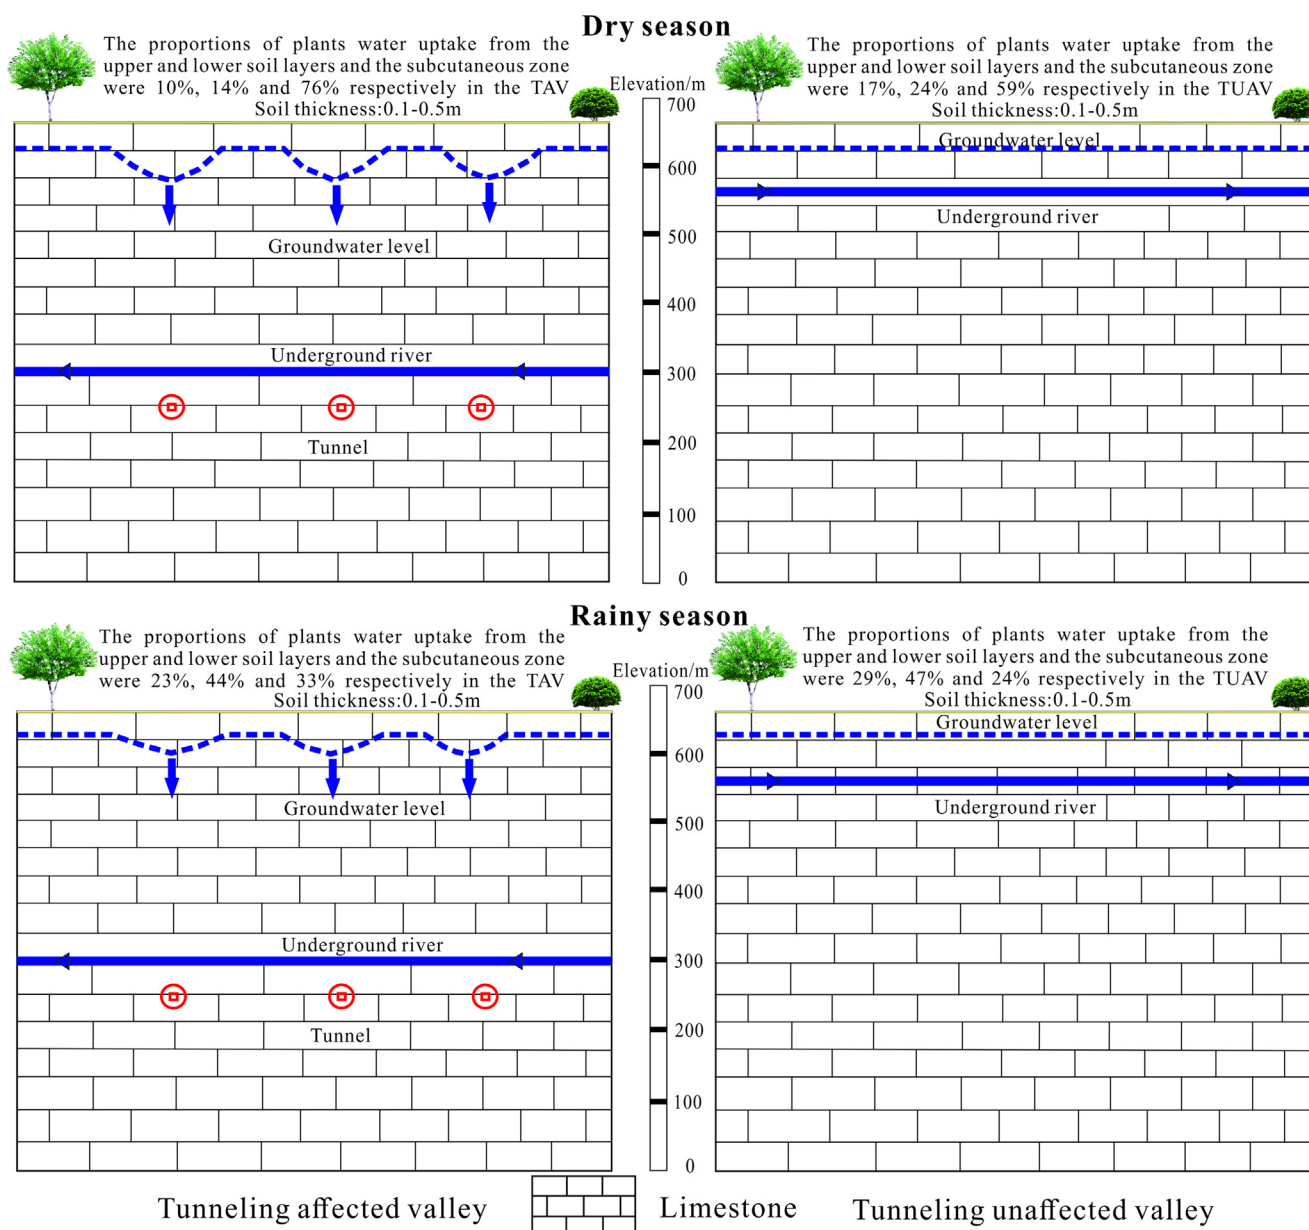 Dry season
The proportions of plants water uptake from the
upper and lower soil layers and the subcutaneous zone
were 10%, 14% and 76% respectively in the TAV
Soil thickness:0.1-0.5m
Elevation/m
700
600
500
400
300
200
100
0
Groundwater level
Underground river
Tunnel
The proportions of plants water uptake from the
upper and lower soil layers and the subcutaneous zone
were 17%, 24% and 59% respectively in the TUAV
Soil thickness:0.1-0.5m
Groundwater level
Underground river
Rainy season
The proportions of plants water uptake from the
upper and lower soil layers and the subcutaneous zone
were 23%, 44% and 33% respectively in the TAV
Soil thickness:0.1-0.5m
Elevation/m
700
600
500
400
300
200
100
0
Groundwater level
Underground river
Tunnel
The proportions of plants water uptake from the
upper and lower soil layers and the subcutaneous zone
were 29%, 47% and 24% respectively in the TUAV
Soil thickness:0.1-0.5m
Groundwater level
Underground river
Tunneling affected valley
Limestone
Tunneling unaffected valley